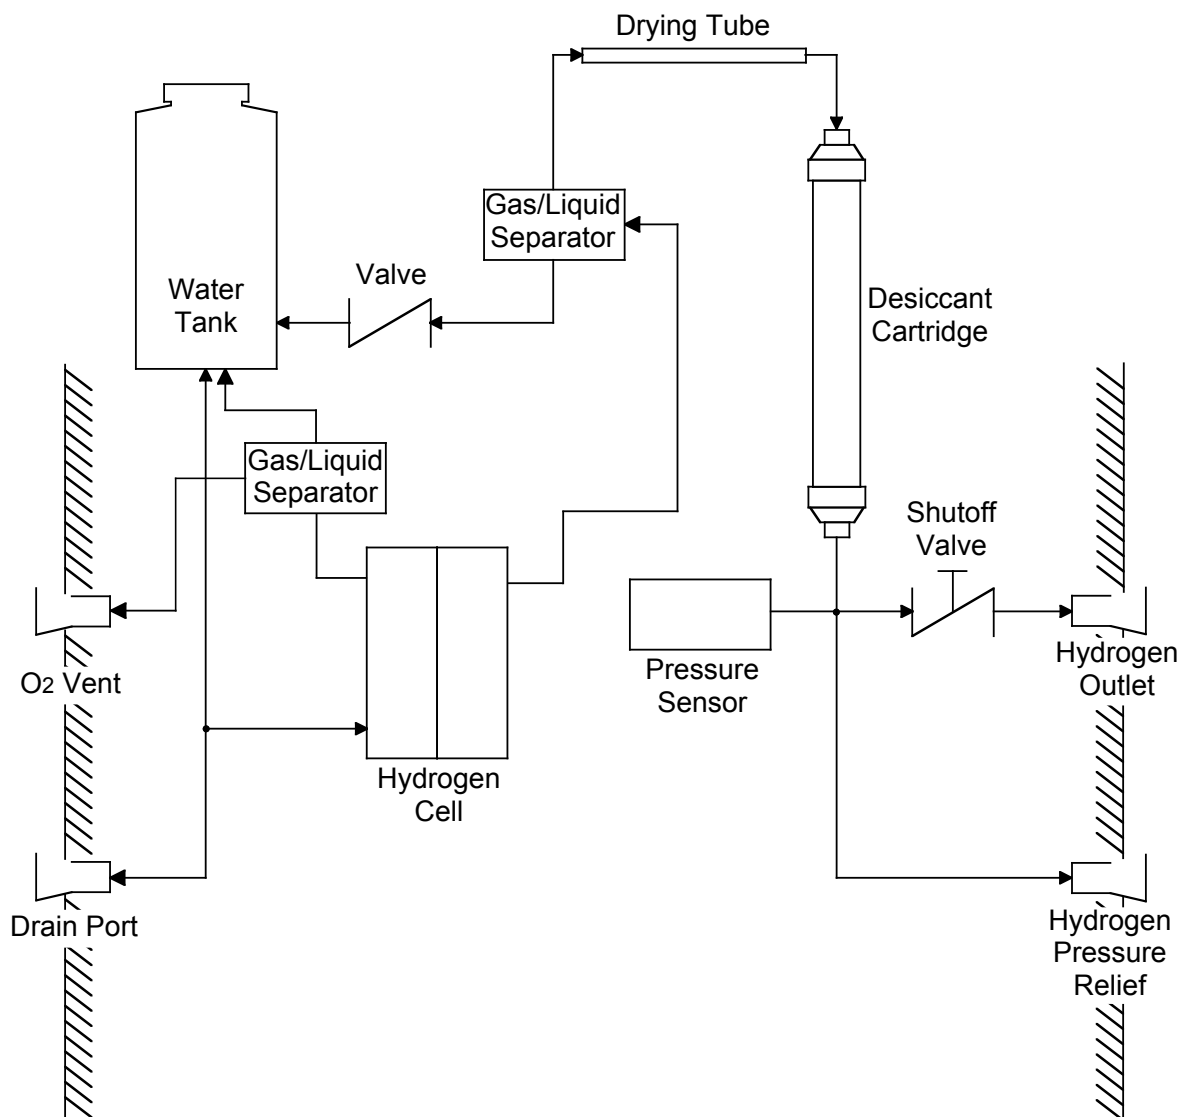 Drying Tube
Gas/Liquid
Separator
Valve
Water
Tank
Desiccant
Cartridge
Gas/Liquid
Separator
Shutoff
Valve
O2 Vent
Pressure
Sensor
Hydrogen
Outlet
Hydrogen
Cell
Drain Port
Hydrogen
Pressure
Relief